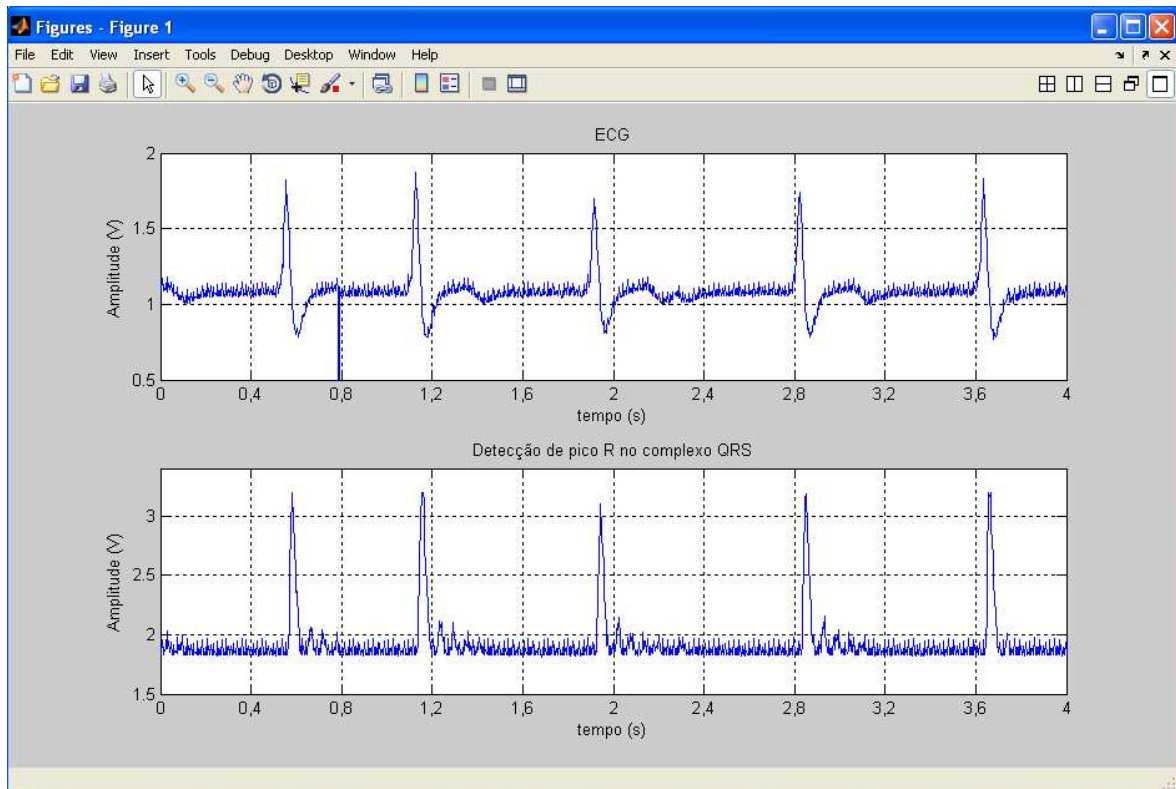 Figures - Figure 1
File Edit View Insert Tools Debug Desktop Window Help
ECG
2
1.5
1
0.5
Amplitude (V)
0 0,4 0,8 1,2 1,6 2 2,4 2,8 3,2 3,6 4
tempo (s)
Detecção de pico R no complexo QRS
3
2.5
2
1.5
Amplitude (V)
0 0,4 0,8 1,2 1,6 2 2,4 2,8 3,2 3,6 4
tempo (s)